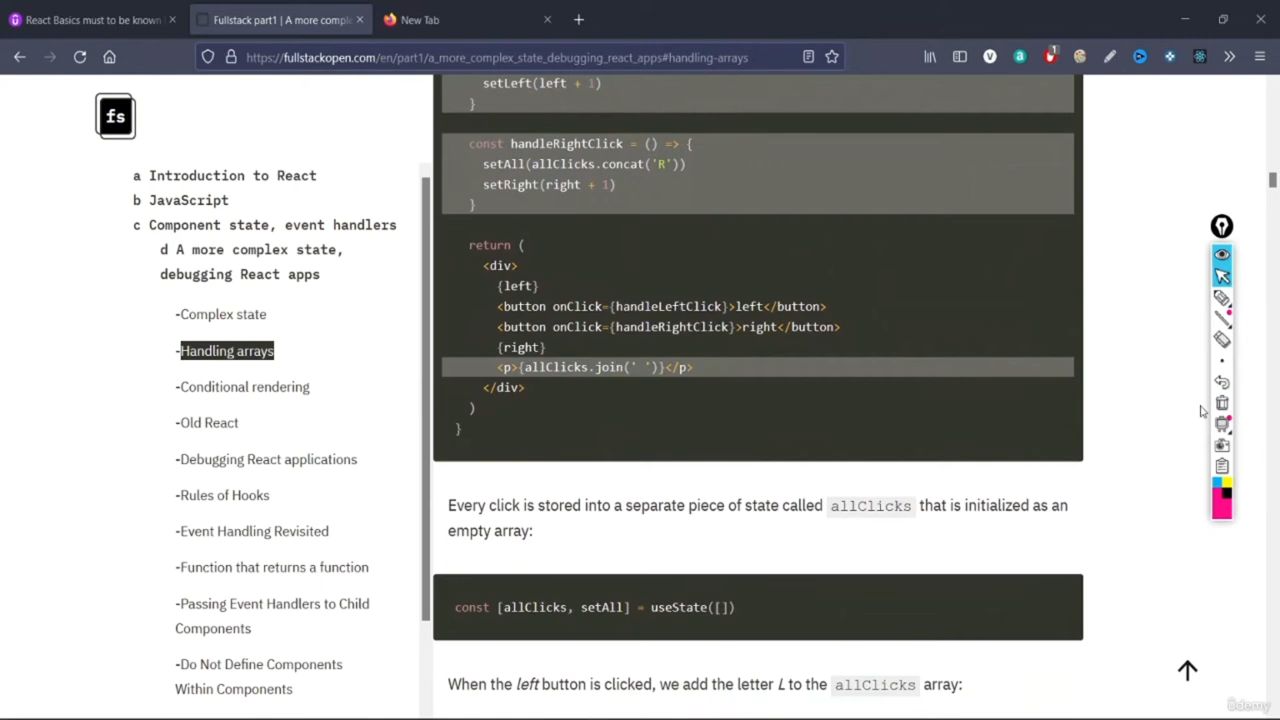 React Basics must to be known
Fullstack part1 | A more comple
New Tab
https://fullstackopen.com/en/part1/a_more_complex_state_debugging_react_apps#handling-arrays
fs
a Introduction to React
b JavaScript
c Component state, event handlers
d A more complex state,
debugging React apps
-Complex state
-Handling arrays
-Conditional rendering
-Old React
-Debugging React applications
-Rules of Hooks
-Event Handling Revisited
-Function that returns a function
-Passing Event Handlers to Child
Components
-Do Not Define Components
Within Components
setLeft(left + 1)
}
const handleRightClick = () => {
setAll(allClicks.concat('R'))
setRight(right + 1)
}
return (
<div>
{left}
<button onClick={handleLeftClick}>left</button>
<button onClick={handleRightClick}>right</button>
{right}
<p>{allClicks.join(' ')}</p>
</div>
)
}
Every click is stored into a separate piece of state called allClicks that is initialized as an
empty array:
const [allClicks, setAll] = useState([])
When the left button is clicked, we add the letter L to the allClicks array:
1
V
a
ûdemy